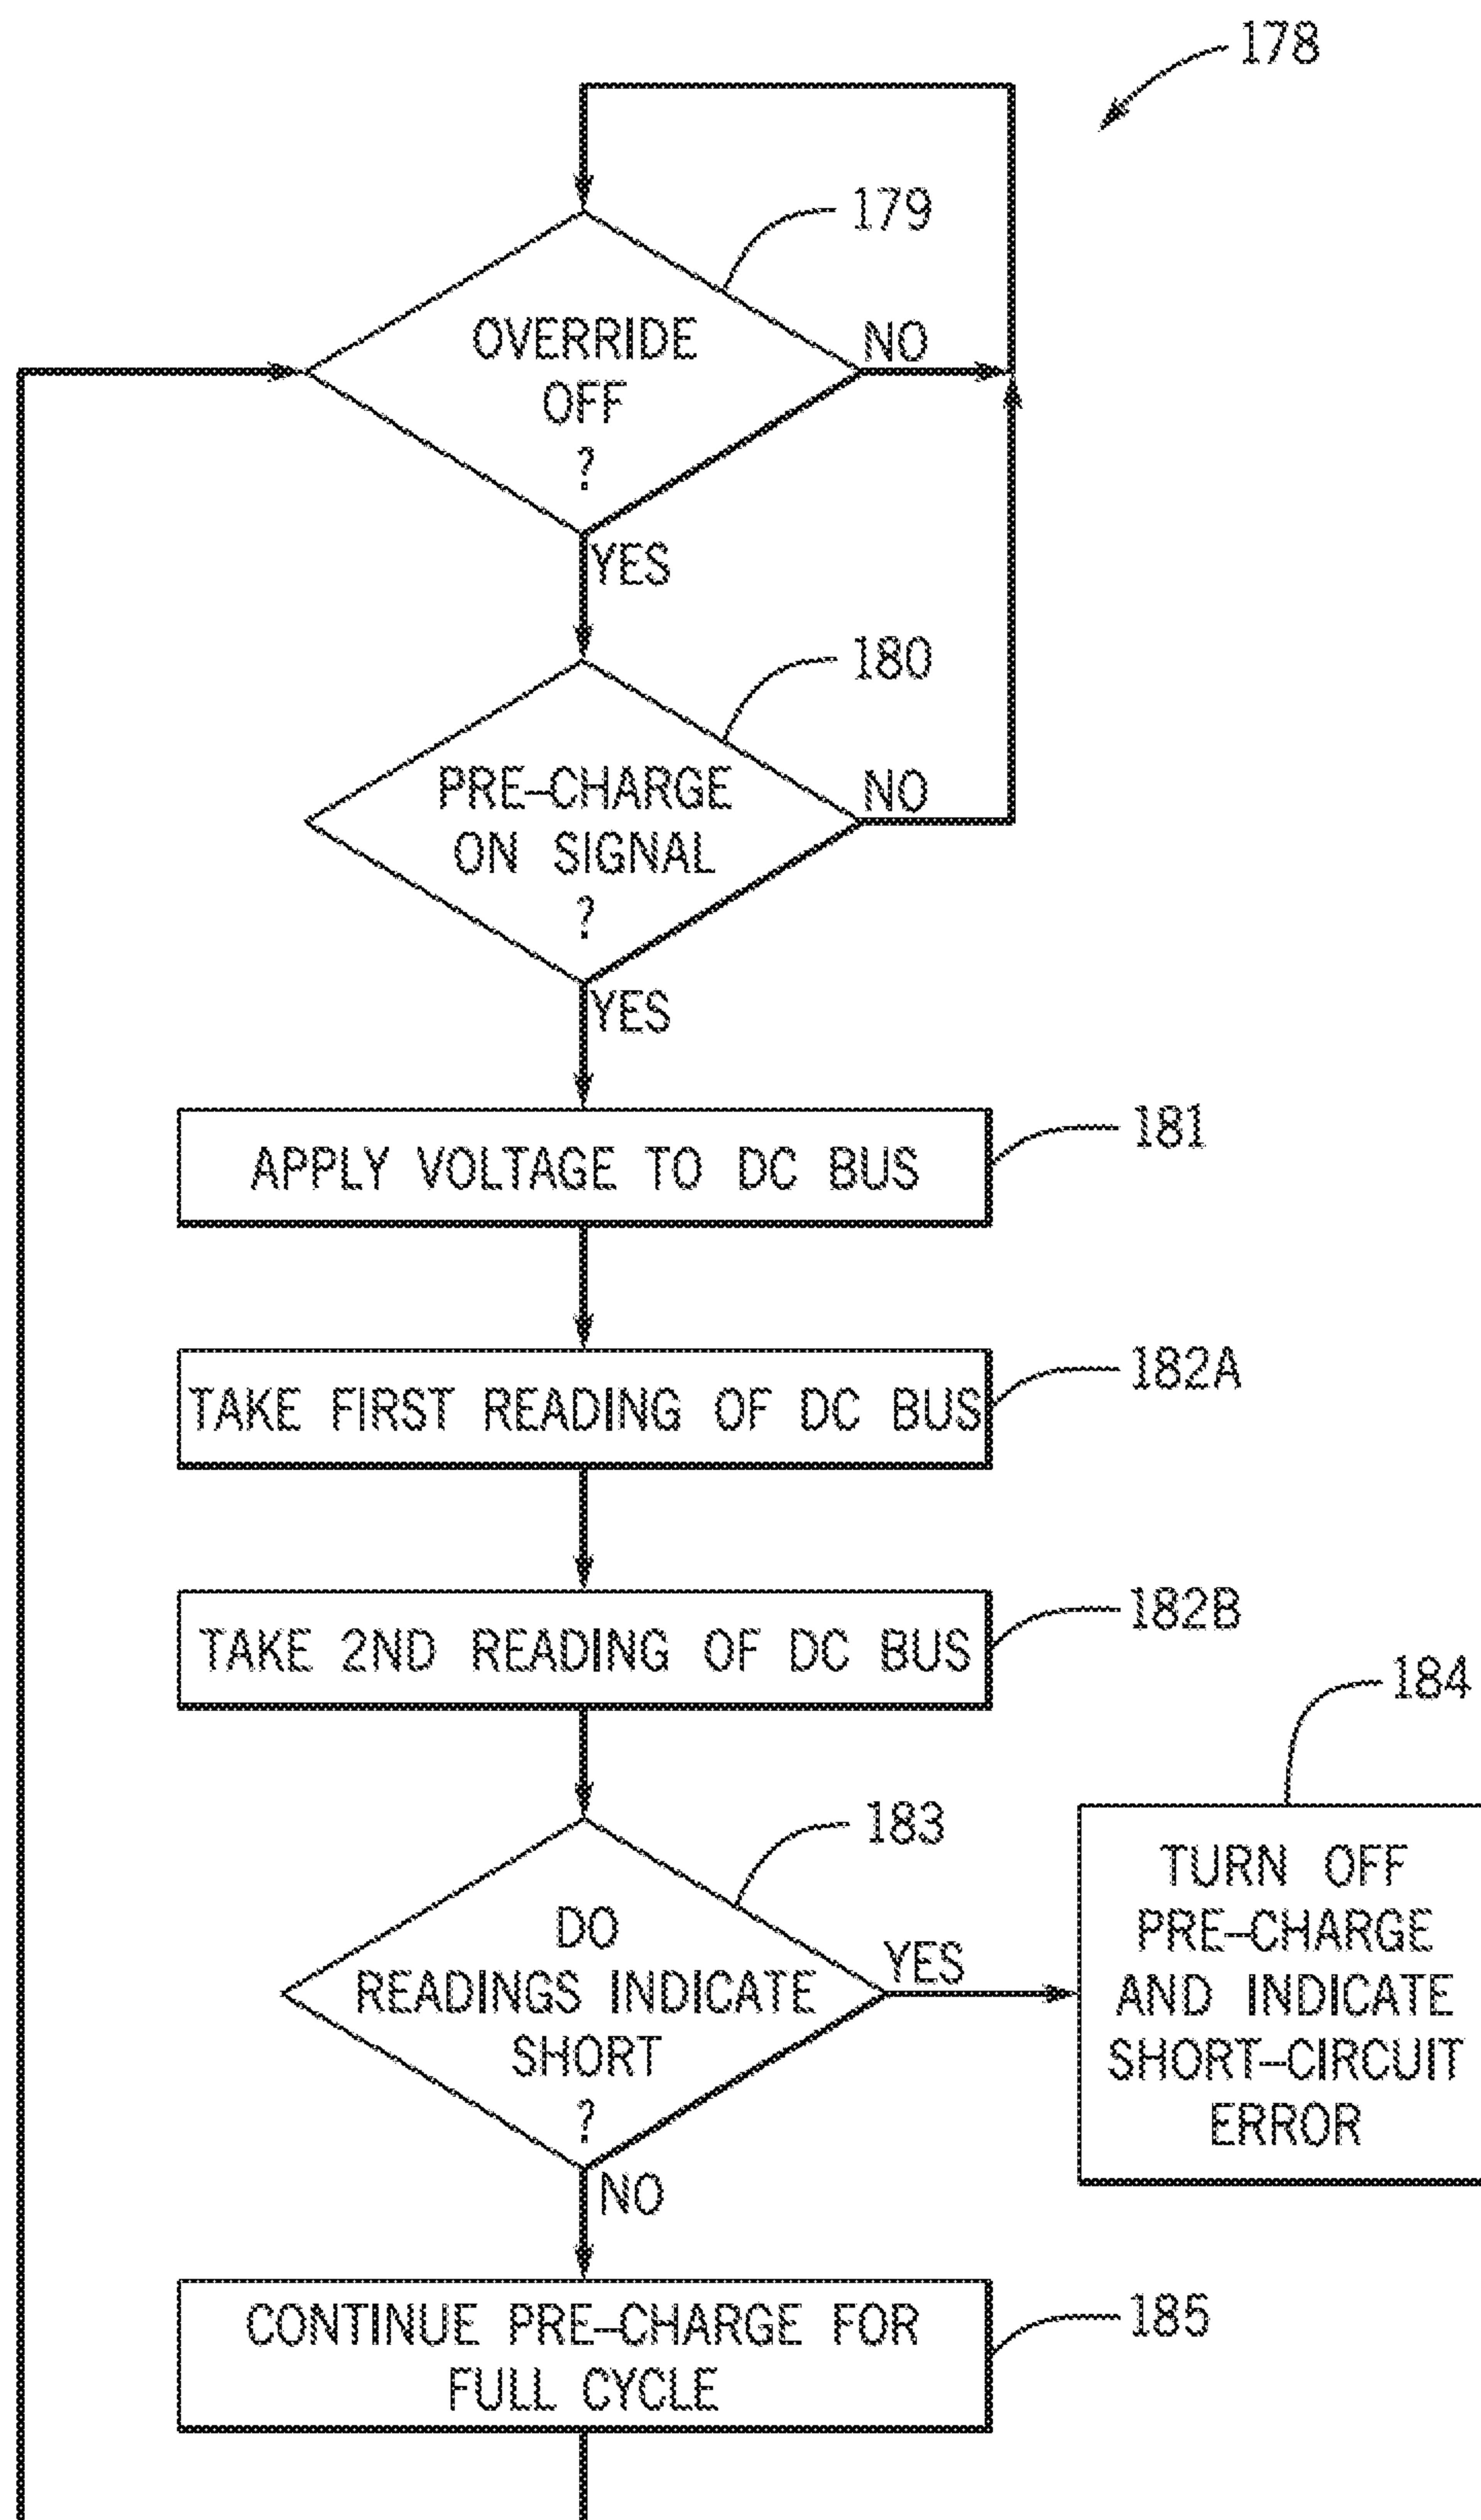 178
179
OVERRIDE
OFF
?
NO
YES
180
PRE-CHARGE
ON SIGNAL
?
NO
YES
181
APPLY VOLTAGE TO DC BUS
182A
TAKE FIRST READING OF DC BUS
182B
TAKE 2ND READING OF DC BUS
183
DO
READINGS INDICATE
SHORT
?
YES
NO
184
TURN OFF
PRE-CHARGE
AND INDICATE
SHORT-CIRCUIT
ERROR
185
CONTINUE PRE-CHARGE FOR
FULL CYCLE